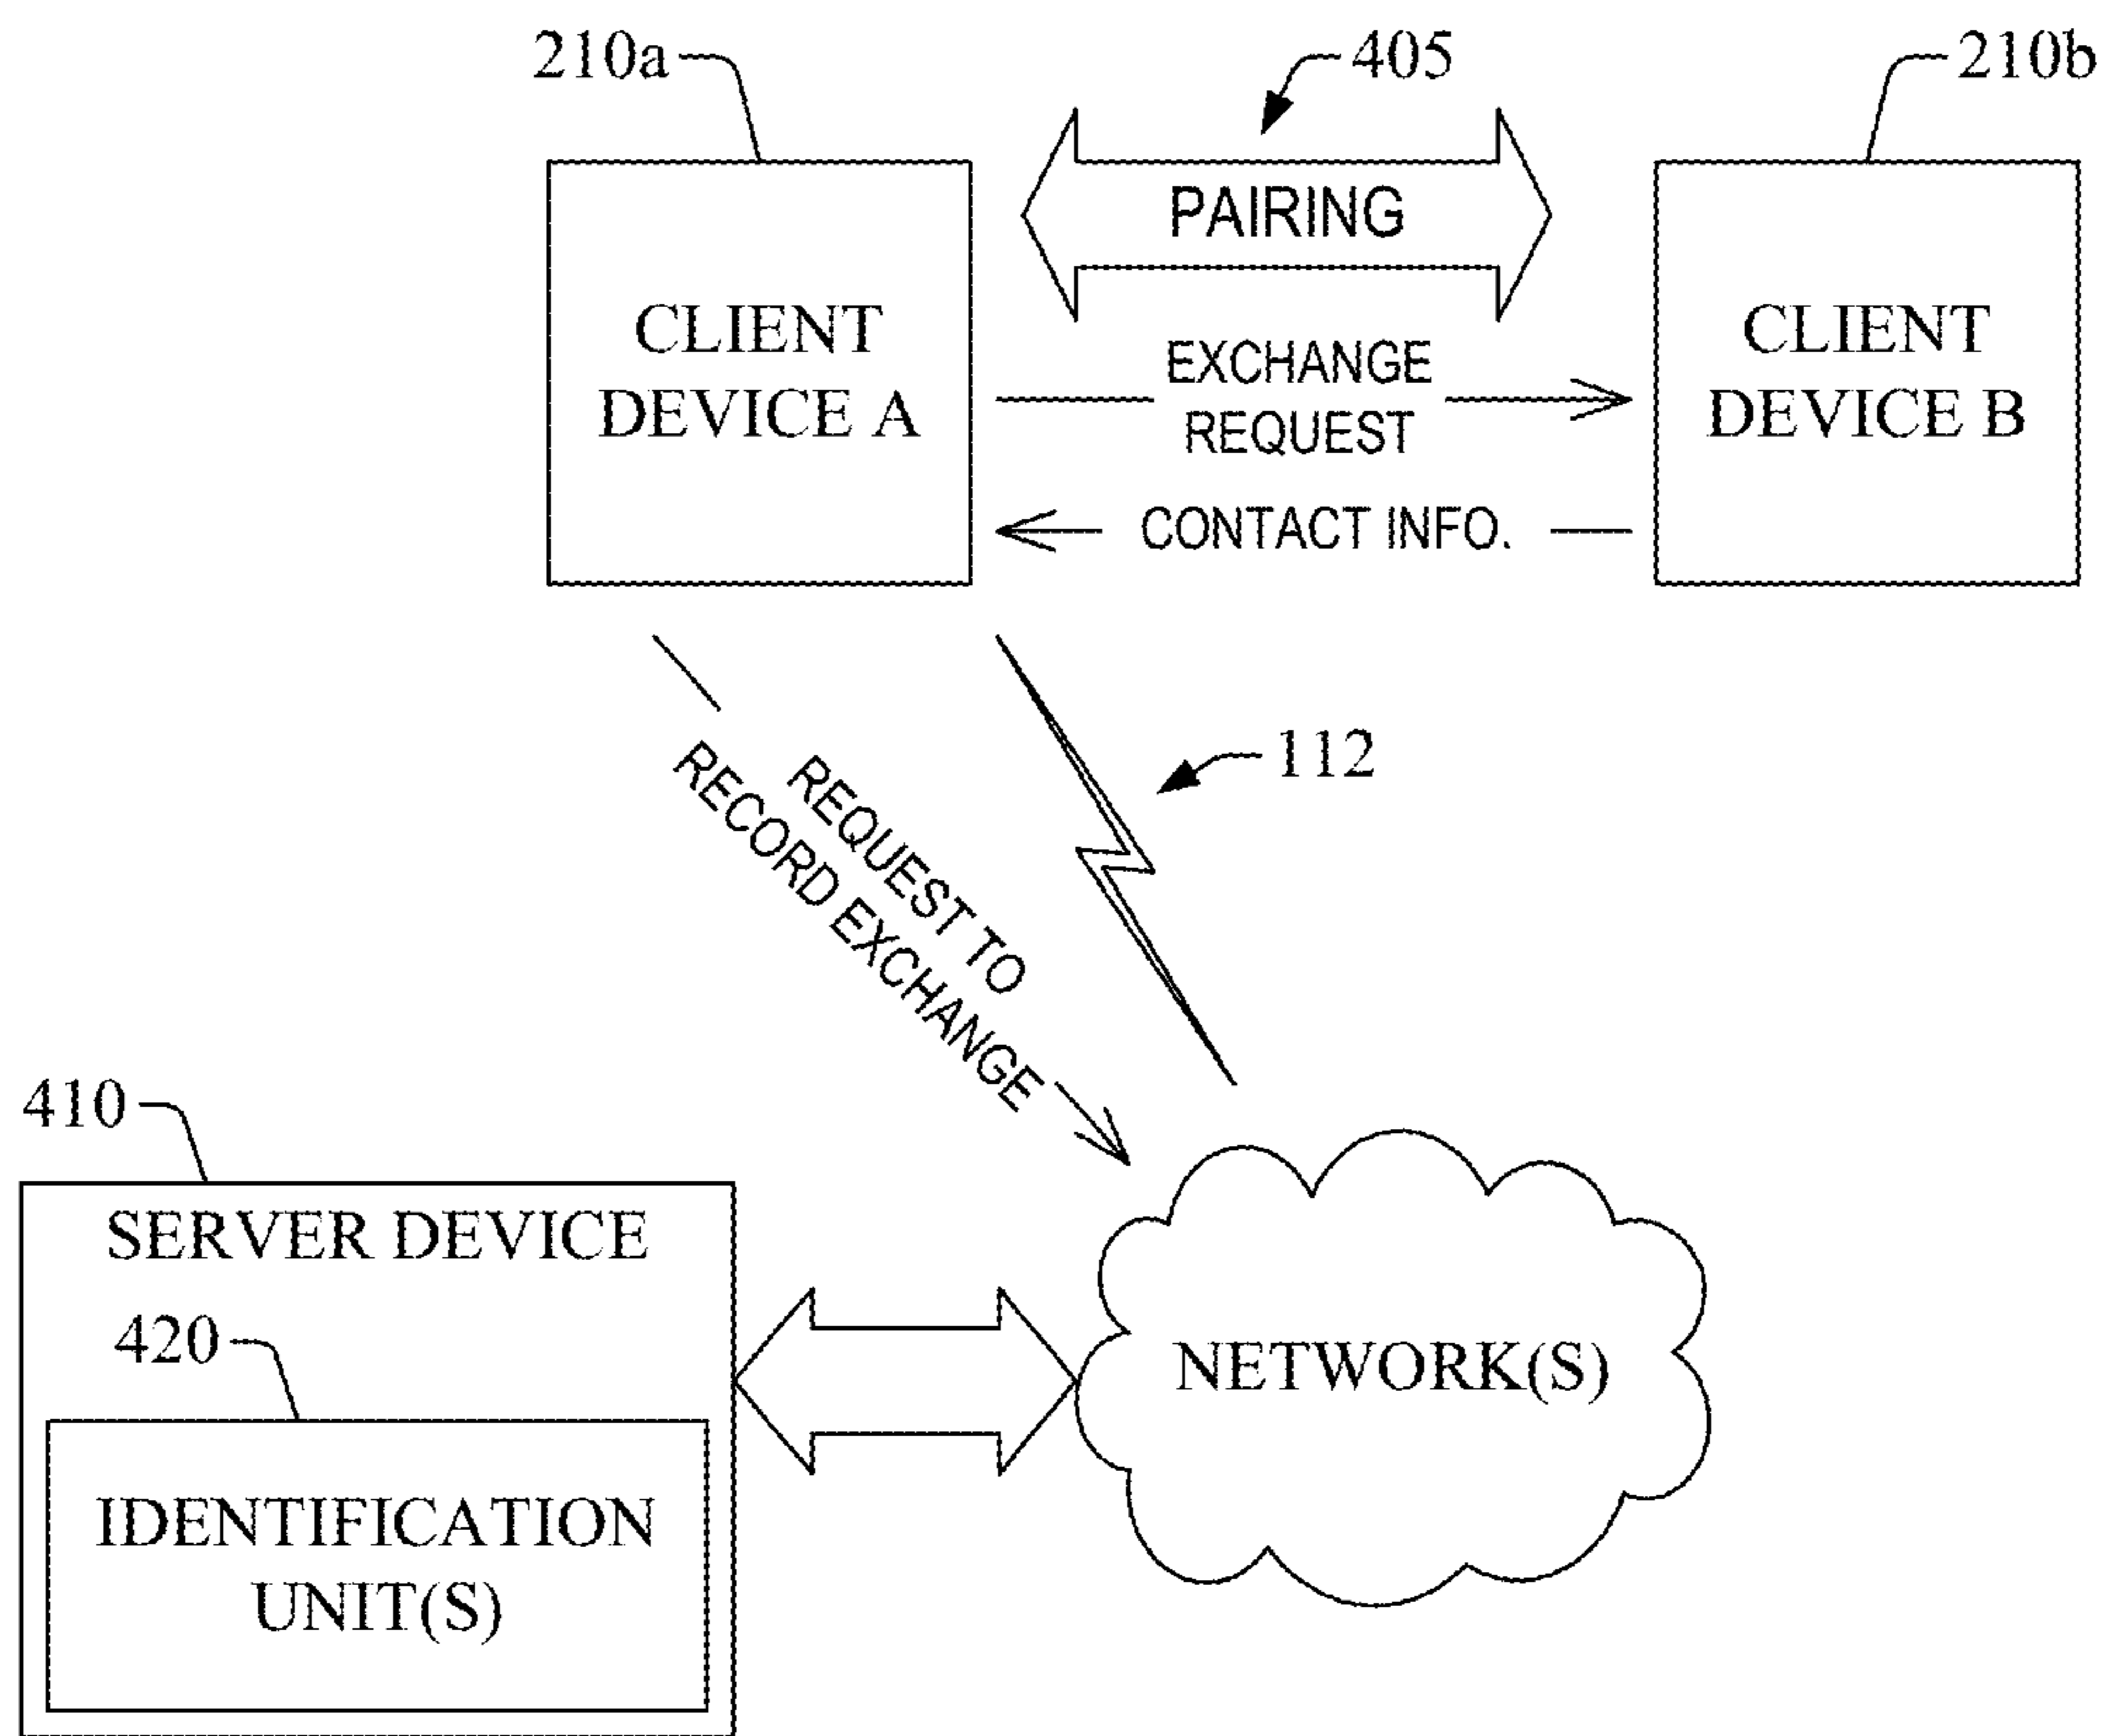 210a
405
210b
PAIRING
CLIENT
DEVICE A
EXCHANGE
REQUEST
CLIENT
DEVICE B
CONTACT INFO.
112
REQUEST TO
RECORD EXCHANGE
410
SERVER DEVICE
420
IDENTIFICATION
UNIT(S)
NETWORK(S)